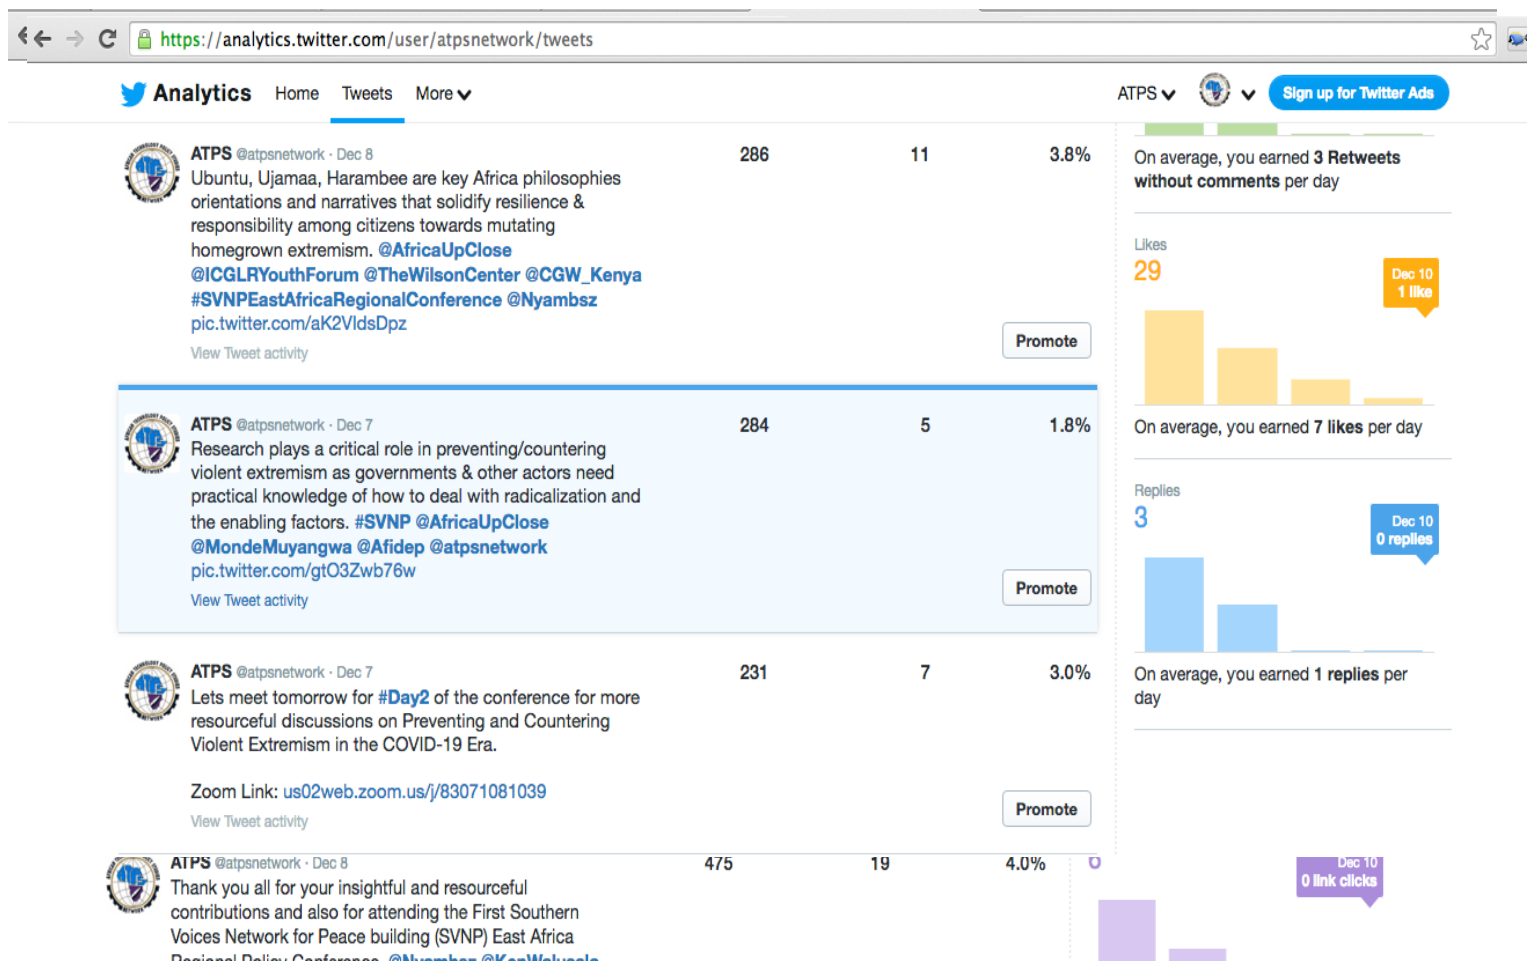 https://analytics.twitter.com/user/atpsnetwork/tweets
Analytics Home Tweets More
ATPS
Sign up for Twitter Ads
ATPS @atpsnetwork · Dec 8 286 11 3.8%
Ubuntu, Ujamaa, Harambee are key Africa philosophies
orientations and narratives that solidify resilience &
responsibility among citizens towards mutating
homegrown extremism. @AfricaUpClose
@ICGLRYouthForum @TheWilsonCenter @CGW_Kenya
#SVNPEastAfricaRegionalConference @Nyambsz
pic.twitter.com/aK2VldsDpz
View Tweet activity
Promote
ATPS @atpsnetwork · Dec 7 284 5 1.8%
Research plays a critical role in preventing/countering
violent extremism as governments & other actors need
practical knowledge of how to deal with radicalization and
the enabling factors. #SVNP @AfricaUpClose
@MondeMuyangwa @Afidep @atpsnetwork
pic.twitter.com/gtO3Zwb76w
View Tweet activity
Promote
ATPS @atpsnetwork · Dec 7 231 7 3.0%
Lets meet tomorrow for #Day2 of the conference for more
resourceful discussions on Preventing and Countering
Violent Extremism in the COVID-19 Era.
Zoom Link: us02web.zoom.us/j/83071081039
View Tweet activity
Promote
ATPS @atpsnetwork · Dec 8 475 19 4.0%
Thank you all for your insightful and resourceful
contributions and also for attending the First Southern
Voices Network for Peace building (SVNP) East Africa
Regional Policy Conference. @Nyambsz @KenWalusala
On average, you earned 3 Retweets
without comments per day
Likes
29
Dec 10
1 like
On average, you earned 7 likes per day
Replies
3
Dec 10
0 replies
On average, you earned 1 replies per
day
Dec 10
0 link clicks